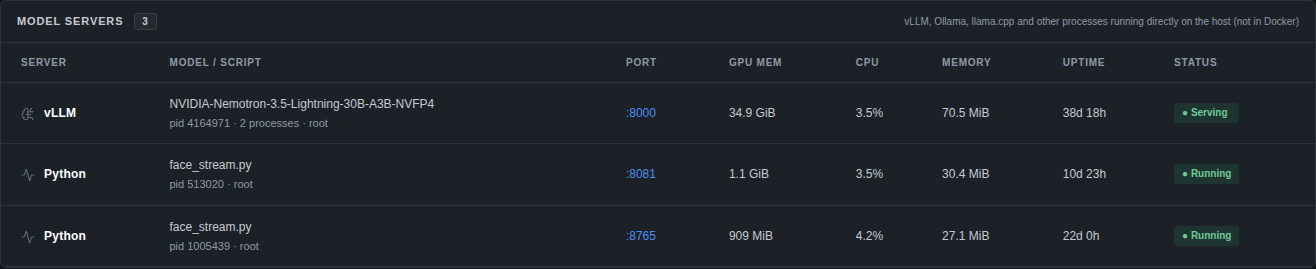 MODEL SERVERS 3 vLLM, Ollama, llama.cpp and other processes running directly on the host (not in Docker)
SERVER MODEL / SCRIPT PORT GPU MEM CPU MEMORY UPTIME STATUS
vLLM NVIDIA-Nemotron-3.5-Lightning-30B-A3B-NVFP4 :8000 34.9 GiB 3.5% 70.5 MiB 38d 18h ● Serving
pid 4164971 · 2 processes · root
Python face_stream.py :8081 1.1 GiB 3.5% 30.4 MiB 10d 23h ● Running
pid 513020 · root
Python face_stream.py :8765 909 MiB 4.2% 27.1 MiB 22d 0h ● Running
pid 1005439 · root